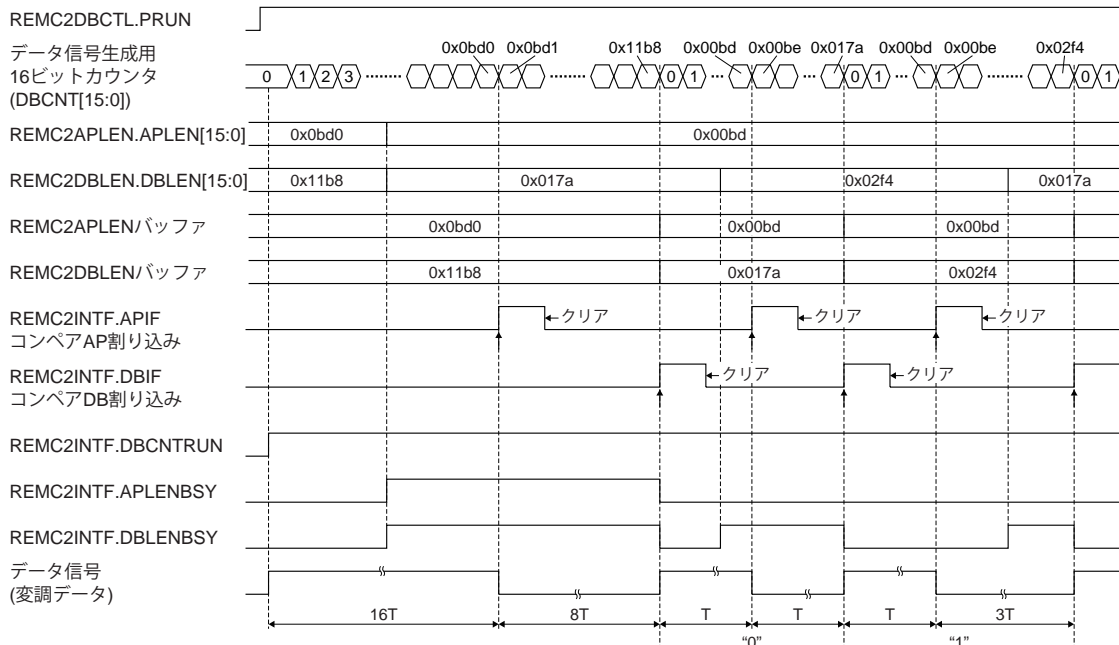 REMC2DBCTL.PRUN
データ信号生成用
16ビットカウンタ
(DBCNT[15:0])
0x0bd0 0x0bd1 0x11b8 0x00bd 0x00be 0x017a 0x00bd 0x00be 0x02f4
0 1 2 3 0 1 0 1 0 1
REMC2APLEN.APLEN[15:0] 0x0bd0 0x00bd
REMC2DBLEN.DBLEN[15:0] 0x11b8 0x017a 0x02f4 0x017a
REMC2APLENバッファ 0x0bd0 0x00bd 0x00bd
REMC2DBLENバッファ 0x11b8 0x017a 0x02f4
REMC2INTF.APIF
コンペアAP割り込み
クリア クリア クリア
REMC2INTF.DBIF
コンペアDB割り込み
クリア クリア
REMC2INTF.DBCNTRUN
REMC2INTF.APLENBSY
REMC2INTF.DBLENBSY
データ信号
(変調データ)
16T 8T T T T 3T
“0” “1”